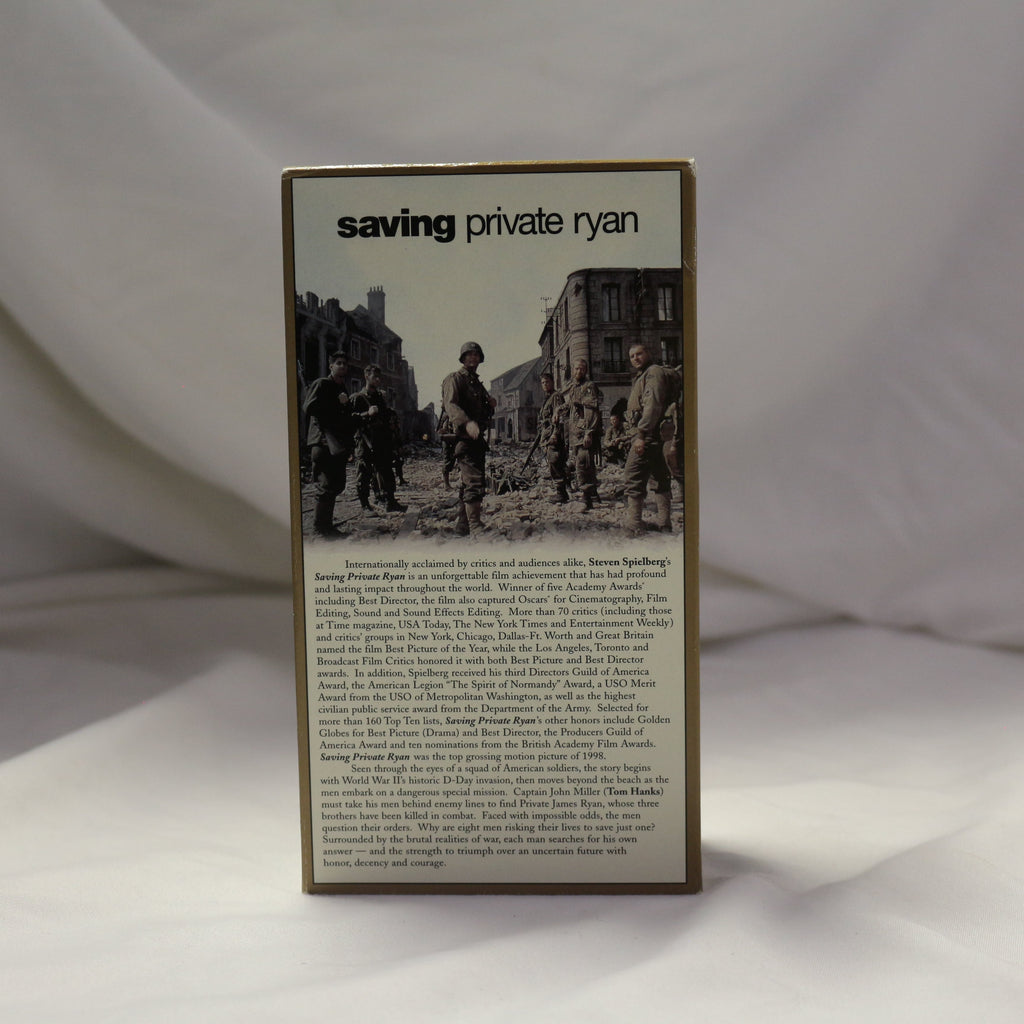 saving private ryan
Internationally acclaimed by critics and audiences alike, Steven Spielberg's
Saving Private Ryan is an unforgettable film achievement that has had profound
and lasting impact throughout the world. Winner of five Academy Awards®
including Best Director, the film also captured Oscars® for Cinematography, Film
Editing, Sound and Sound Effects Editing. More than 70 critics (including those
at Time magazine, USA Today, The New York Times and Entertainment Weekly)
and critics' groups in New York, Chicago, Dallas-Ft. Worth and Great Britain
named the film Best Picture of the Year, while the Los Angeles, Toronto and
Broadcast Film Critics honored it with both Best Picture and Best Director
awards. In addition, Spielberg received his third Directors Guild of America
Award, the American Legion "The Spirit of Normandy" Award, a USO Merit
Award from the USO of Metropolitan Washington, as well as the highest
civilian public service award from the Department of the Army. Selected for
more than 160 Top Ten lists, Saving Private Ryan's other honors include Golden
Globes for Best Picture (Drama) and Best Director, the Producers Guild of
America Award and ten nominations from the British Academy Film Awards.
Saving Private Ryan was the top grossing motion picture of 1998.
Seen through the eyes of a squad of American soldiers, the story begins
with World War II's historic D-Day invasion, then moves beyond the beach as the
men embark on a dangerous special mission. Captain John Miller (Tom Hanks)
must take his men behind enemy lines to find Private James Ryan, whose three
brothers have been killed in combat. Faced with impossible odds, the men
question their orders. Why are eight men risking their lives to save just one?
Surrounded by the brutal realities of war, each man searches for his own
answer — and the strength to triumph over an uncertain future with
honor, decency and courage.